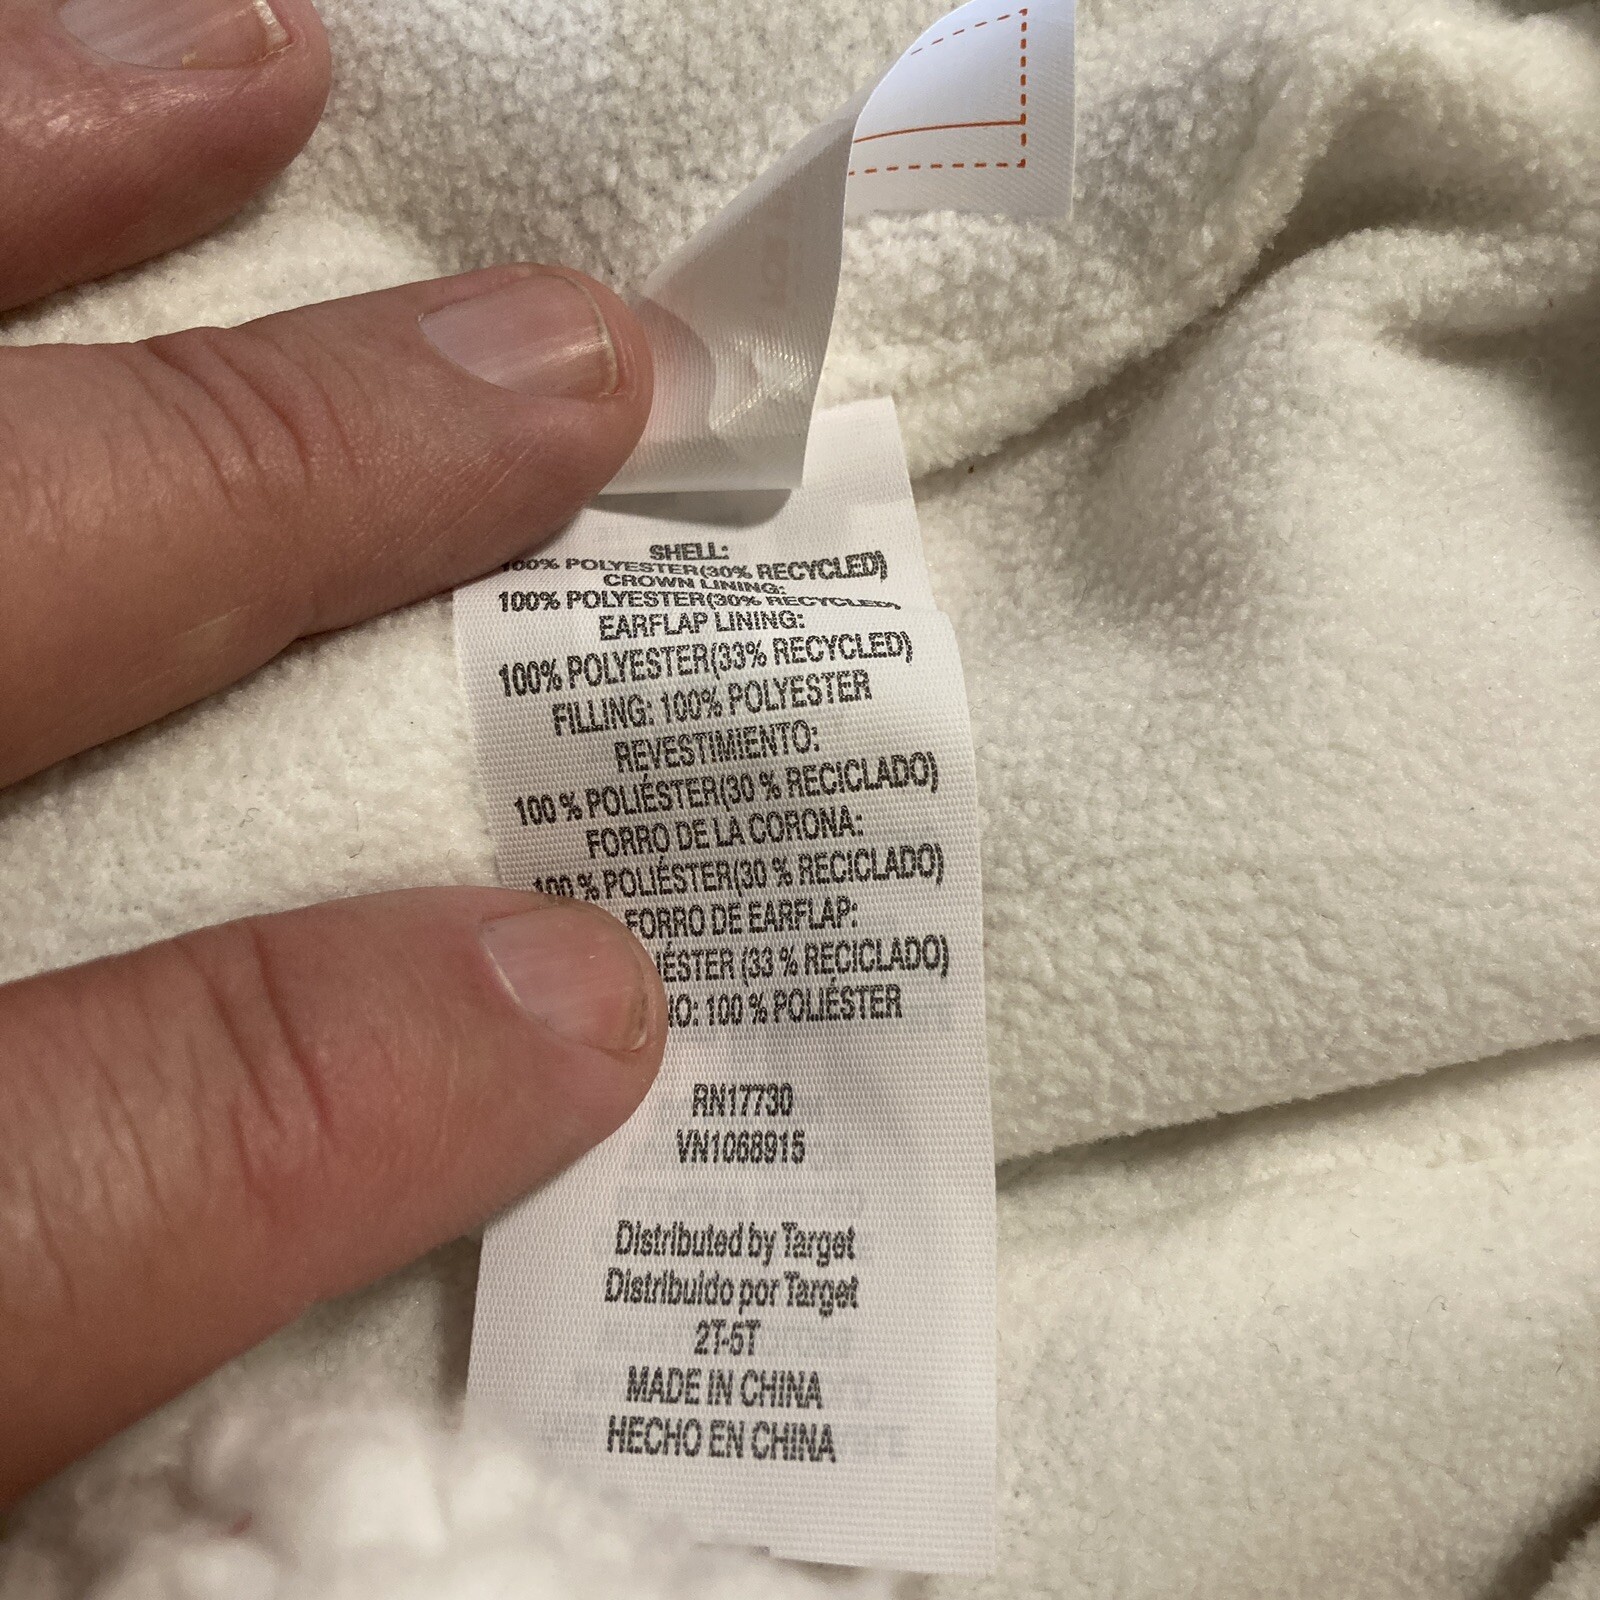 SHELL:
100% POLYESTER(30% RECYCLED)
CROWN LINING:
100% POLYESTER(30% RECYCLED)
EARFLAP LINING:
100% POLYESTER(33% RECYCLED)
FILLING: 100% POLYESTER
REVESTIMIENTO:
100 % POLIÉSTER(30 % RECICLADO)
FORRO DE LA CORONA:
100 % POLIÉSTER(30 % RECICLADO)
FORRO DE EARFLAP:
(33 % RECICLADO)
100 % POLIÉSTER
RN17730
VN1068915
Distributed by Target
Distribuido por Target
2T-5T
MADE IN CHINA
HECHO EN CHINA